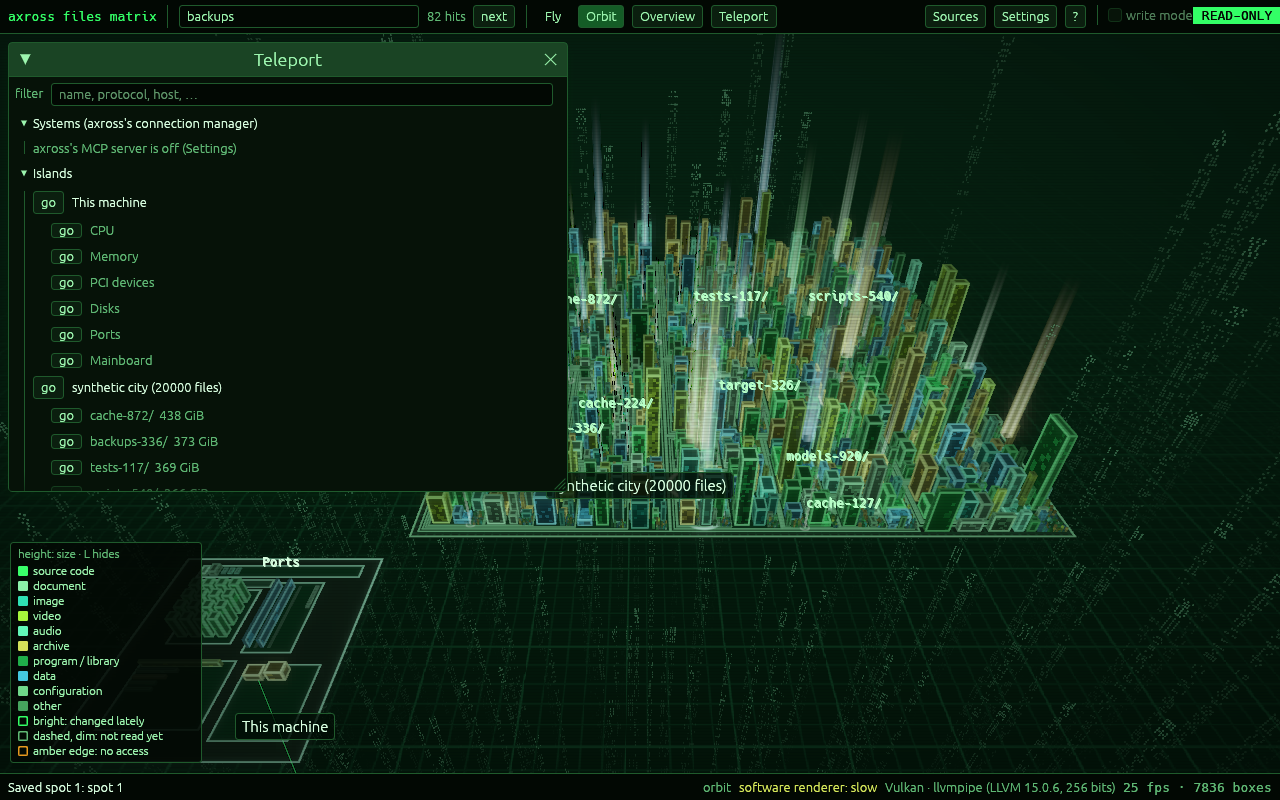 axross files matrix
backups
82 hits
next
Fly
Orbit
Overview
Teleport
Sources
Settings
?
write mode
READ-ONLY
▼ Teleport
filter
name, protocol, host, ...
▼ Systems (axross's connection manager)
axross's MCP server is off (Settings)
▼ Islands
go This machine
go CPU
go Memory
go PCI devices
go Disks
go Ports
go Mainboard
go synthetic city (20000 files)
go cache-872/ 438 GiB
go backups-336/ 373 GiB
go tests-117/ 369 GiB
he-872/
tests-117/
scripts-540/
target-326/
cache-224/
-336/
models-920/
nthetic city (20000 files)
cache-127/
height: size · L hides
source code
document
image
video
audio
archive
program / library
data
configuration
other
bright: changed lately
dashed, dim: not read yet
amber edge: no access
Ports
This machine
Saved spot 1: spot 1
orbit
software renderer: slow
Vulkan · llvmpipe (LLVM 15.0.6, 256 bits)
25 fps · 7836 boxes